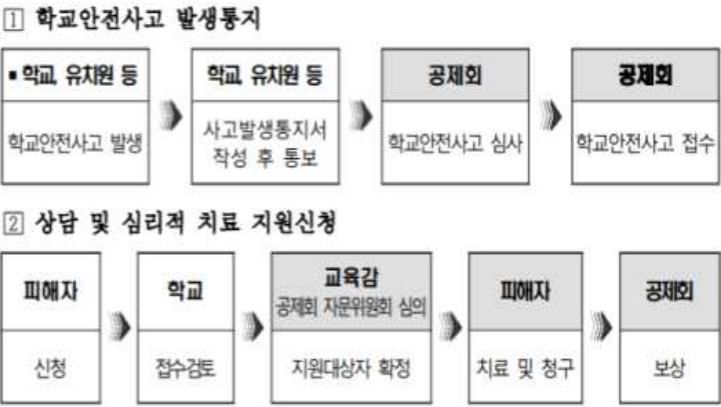 1 학교안전사고 발생통지
▪학교, 유치원 등
학교안전사고 발생
학교, 유치원 등
사고발생통지서
작성 후 통보
공제회
학교안전사고 심사
공제회
학교안전사고 접수
2 상담 및 심리적 치료 지원신청
피해자
신청
학교
접수검토
교육감
공제회 자문위원회 심의
지원대상자 확정
피해자
치료 및 청구
공제회
보상